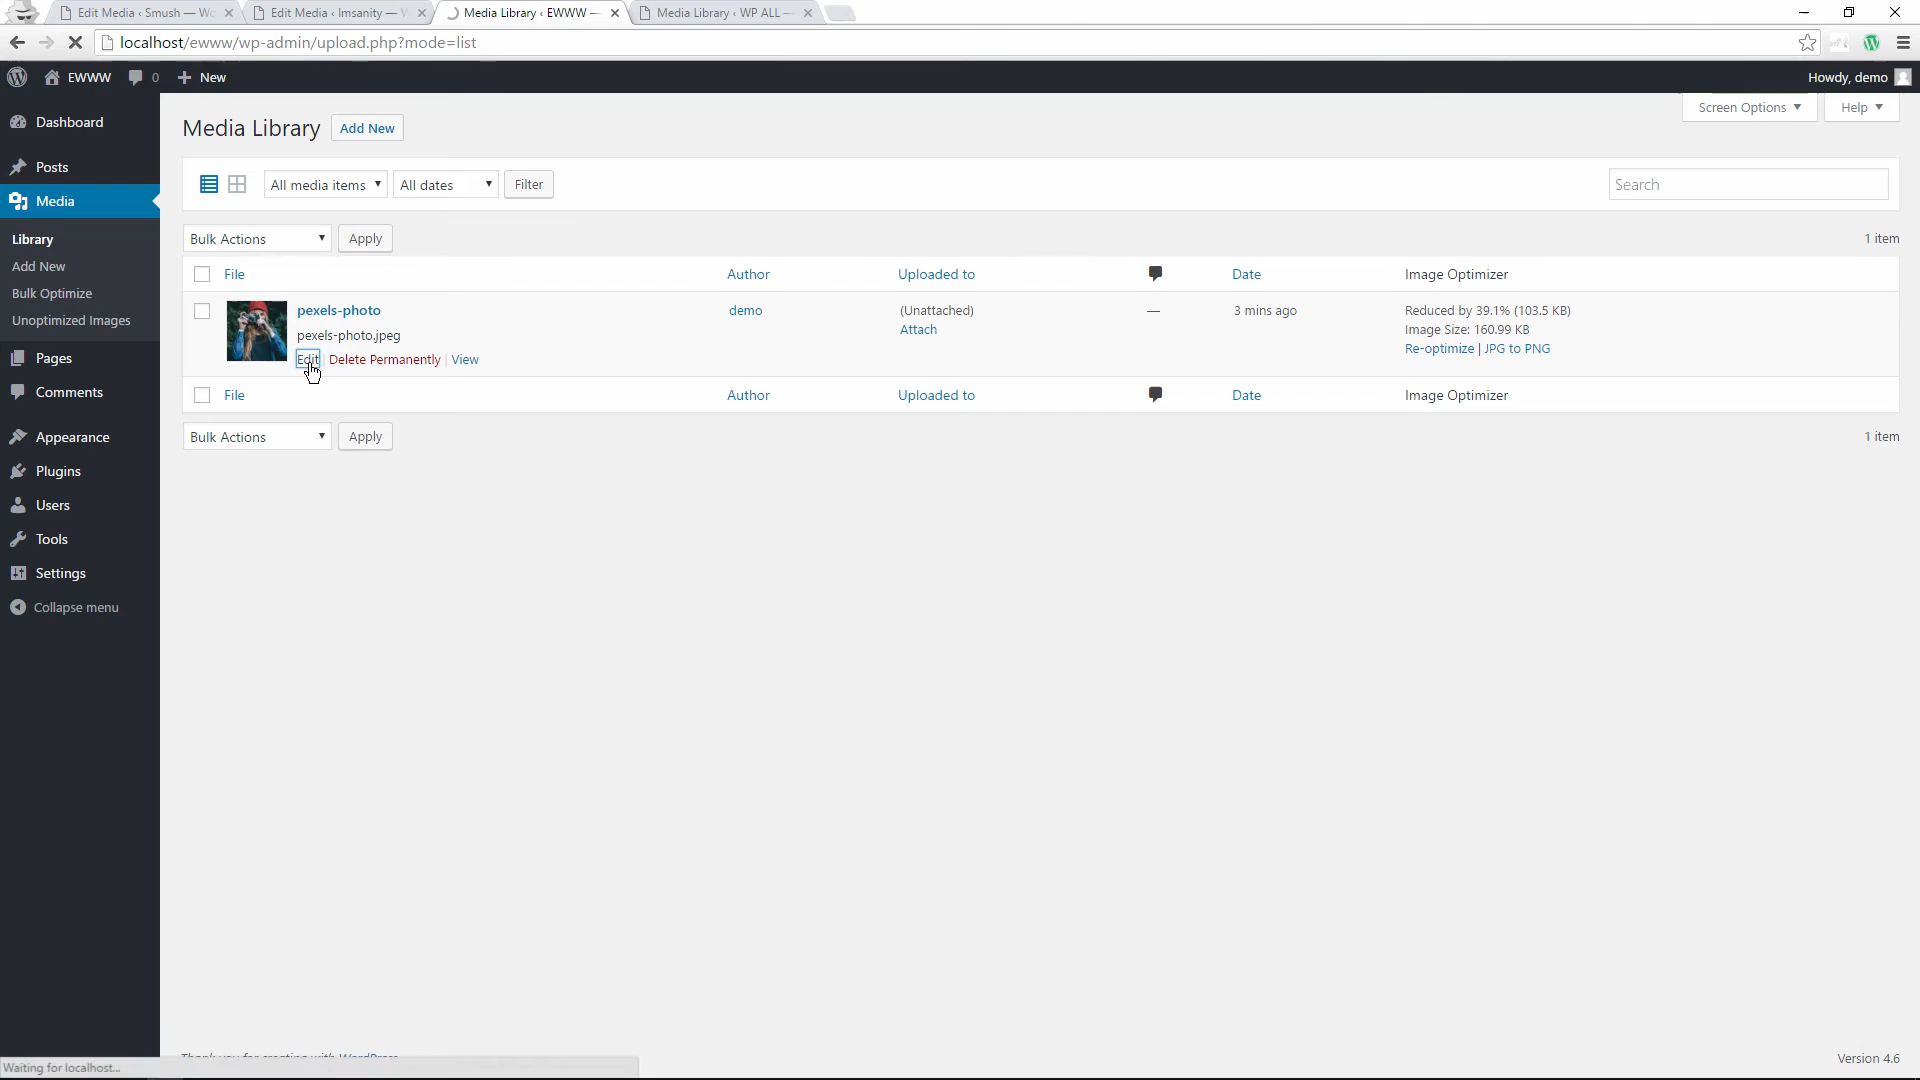 Edit Media ‹ Smush — Wo
Edit Media ‹ Imsanity — W
Media Library ‹ EWWW —
Media Library ‹ WP ALL —
localhost/ewww/wp-admin/upload.php?mode=list
EWWW
0
New
Howdy, demo
Dashboard
Posts
Media
Library
Add New
Bulk Optimize
Unoptimized Images
Pages
Comments
Appearance
Plugins
Users
Tools
Settings
Collapse menu
Screen Options
Help
Media Library
Add New
All media items
All dates
Filter
Search
Bulk Actions
Apply
1 item
File
Author
Uploaded to
Date
Image Optimizer
pexels-photo
pexels-photo.jpeg
Edit | Delete Permanently | View
demo
(Unattached)
Attach
—
3 mins ago
Reduced by 39.1% (103.5 KB)
Image Size: 160.99 KB
Re-optimize | JPG to PNG
File
Author
Uploaded to
Date
Image Optimizer
Bulk Actions
Apply
1 item
Thank you for creating with WordPress.
Version 4.6
Waiting for localhost...